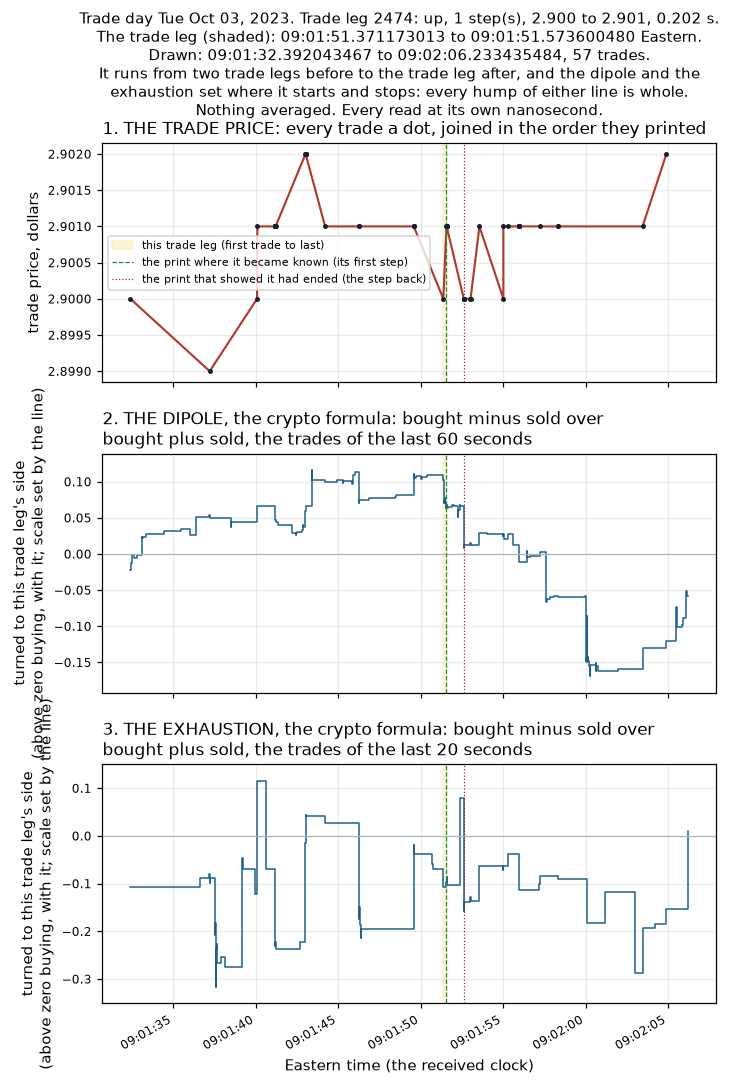 Trade day Tue Oct 03, 2023. Trade leg 2474: up, 1 step(s), 2.900 to 2.901, 0.202 s.
The trade leg (shaded): 09:01:51.371173013 to 09:01:51.573600480 Eastern.
Drawn: 09:01:32.392043467 to 09:02:06.233435484, 57 trades.
It runs from two trade legs before to the trade leg after, and the dipole and the
exhaustion set where it starts and stops: every hump of either line is whole.
Nothing averaged. Every read at its own nanosecond.
1. THE TRADE PRICE: every trade a dot, joined in the order they printed
trade price, dollars
2.9020
2.9015
2.9010
2.9005
2.9000
2.8995
2.8990
this trade leg (first trade to last)
the print where it became known (its first step)
the print that showed it had ended (the step back)
2. THE DIPOLE, the crypto formula: bought minus sold over
bought plus sold, the trades of the last 60 seconds
turned to this trade leg's side
(above zero buying, with it; scale set by the line)
0.10
0.05
0.00
−0.05
−0.10
−0.15
3. THE EXHAUSTION, the crypto formula: bought minus sold over
bought plus sold, the trades of the last 20 seconds
turned to this trade leg's side
(above zero buying, with it; scale set by the line)
0.1
0.0
−0.1
−0.2
−0.3
09:01:35
09:01:40
09:01:45
09:01:50
09:01:55
09:02:00
09:02:05
Eastern time (the received clock)